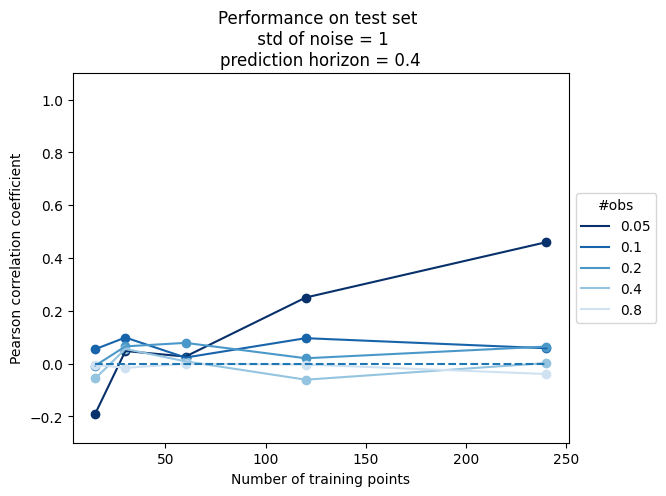 Performance on test set
std of noise = 1
prediction horizon = 0.4
1.0
0.8
0.6
0.4
0.2
0.0
−0.2
Pearson correlation coefficient
50
100
150
200
250
Number of training points
#obs
0.05
0.1
0.2
0.4
0.8